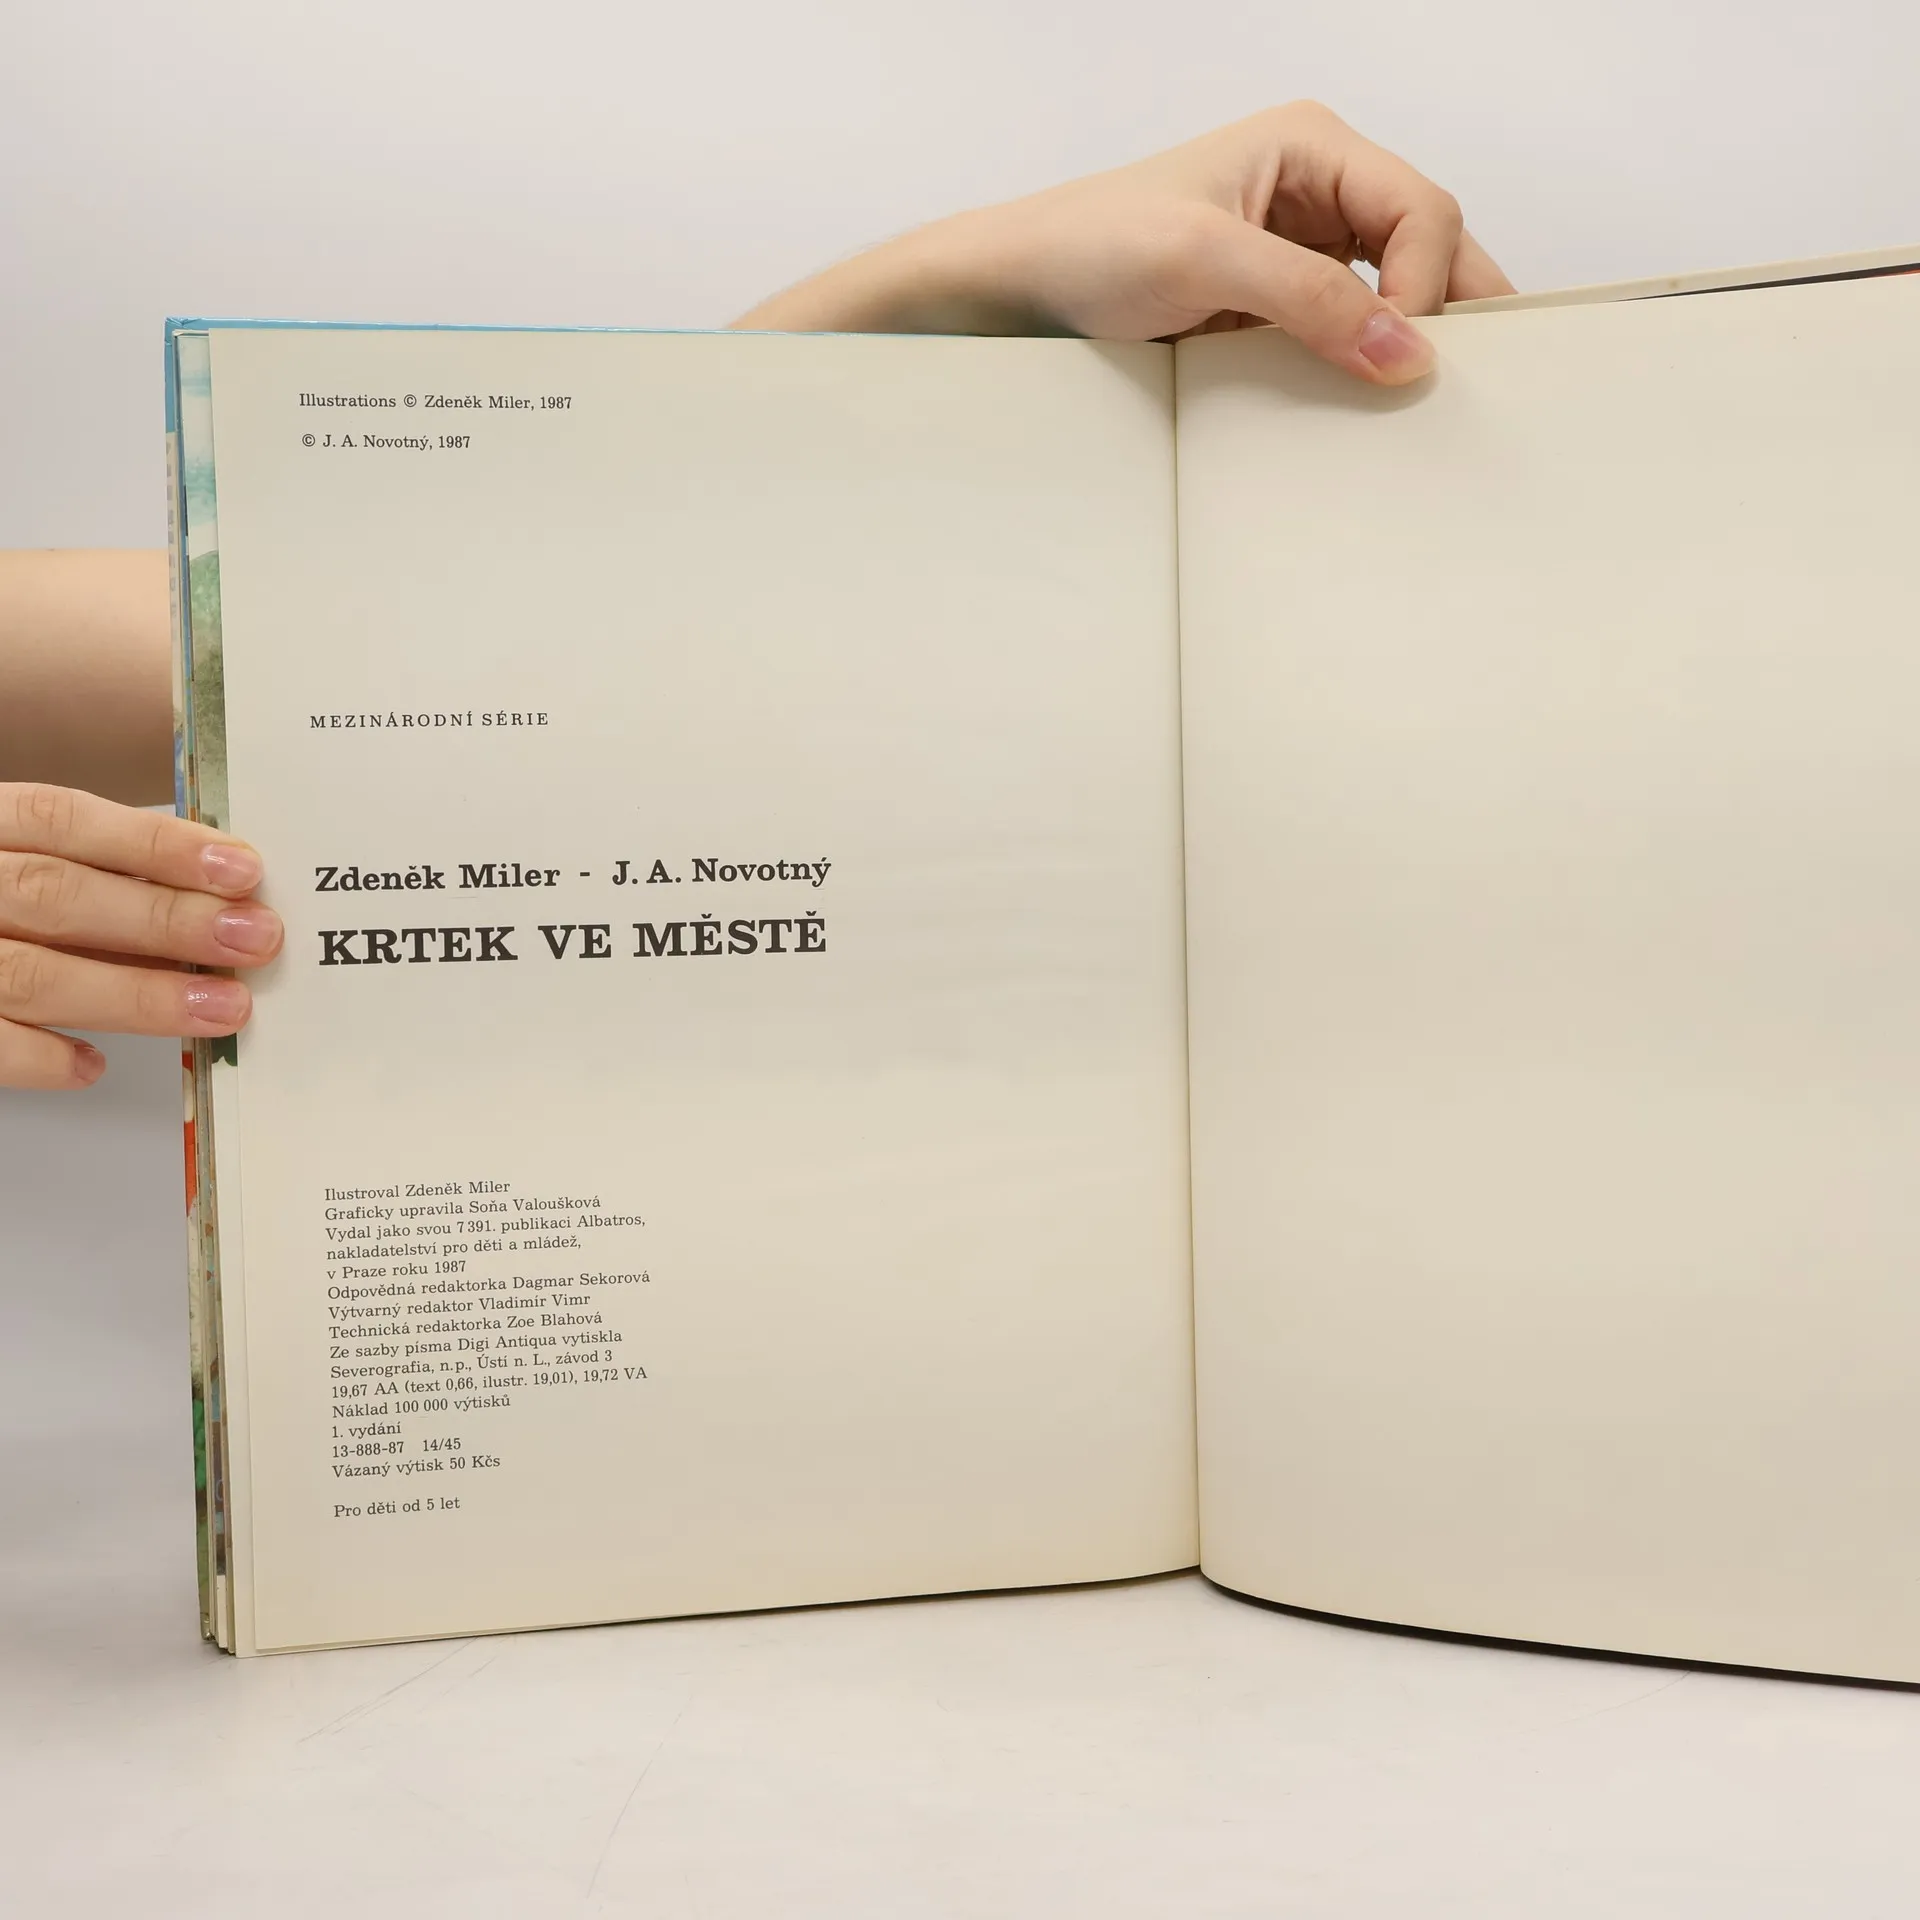 Illustrations © Zdeněk Miler, 1987
© J. A. Novotný, 1987
MEZINÁRODNÍ SÉRIE
Zdeněk Miler - J. A. Novotný
KRTEK VE MĚSTĚ
Ilustroval Zdeněk Miler
Graficky upravila Soňa Valoušková
Vydal jako svou 7 391. publikaci Albatros,
nakladatelství pro děti a mládež,
v Praze roku 1987
Odpovědná redaktorka Dagmar Sekorová
Výtvarný redaktor Vladimír Vimr
Technická redaktorka Zoe Blahová
Ze sazby písma Digi Antiqua vytiskla
Severografia, n.p., Ústí n. L., závod 3
19,67 AA (text 0,66, ilustr. 19,01), 19,72 VA
Náklad 100 000 výtisků
1. vydání
13-888-87 14/45
Vázaný výtisk 50 Kčs
Pro děti od 5 let